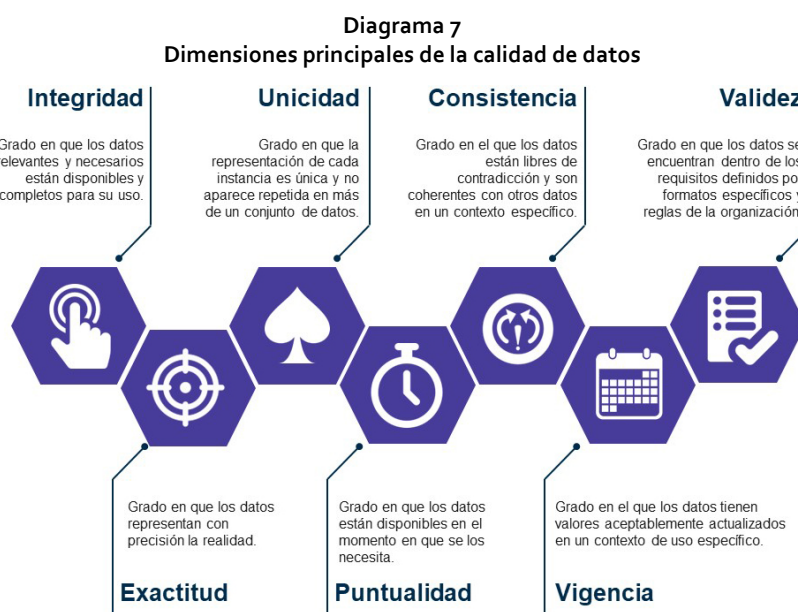 Diagrama 7
Dimensiones principales de la calidad de datos
Integridad
Grado en que los datos
relevantes y necesarios
están disponibles y
completos para su uso.
Unicidad
Grado en que la
representación de cada
instancia es única y no
aparece repetida en más
de un conjunto de datos.
Consistencia
Grado en el que los datos
están libres de
contradicción y son
coherentes con otros datos
en un contexto específico.
Validez
Grado en que los datos se
encuentran dentro de los
requisitos definidos por
formatos específicos y
reglas de la organización.
Grado en que los datos
representan con
precisión la realidad.
Exactitud
Grado en que los datos
están disponibles en el
momento en que se los
necesita.
Puntualidad
Grado en el que los datos tienen
valores aceptablemente actualizados
en un contexto de uso específico.
Vigencia